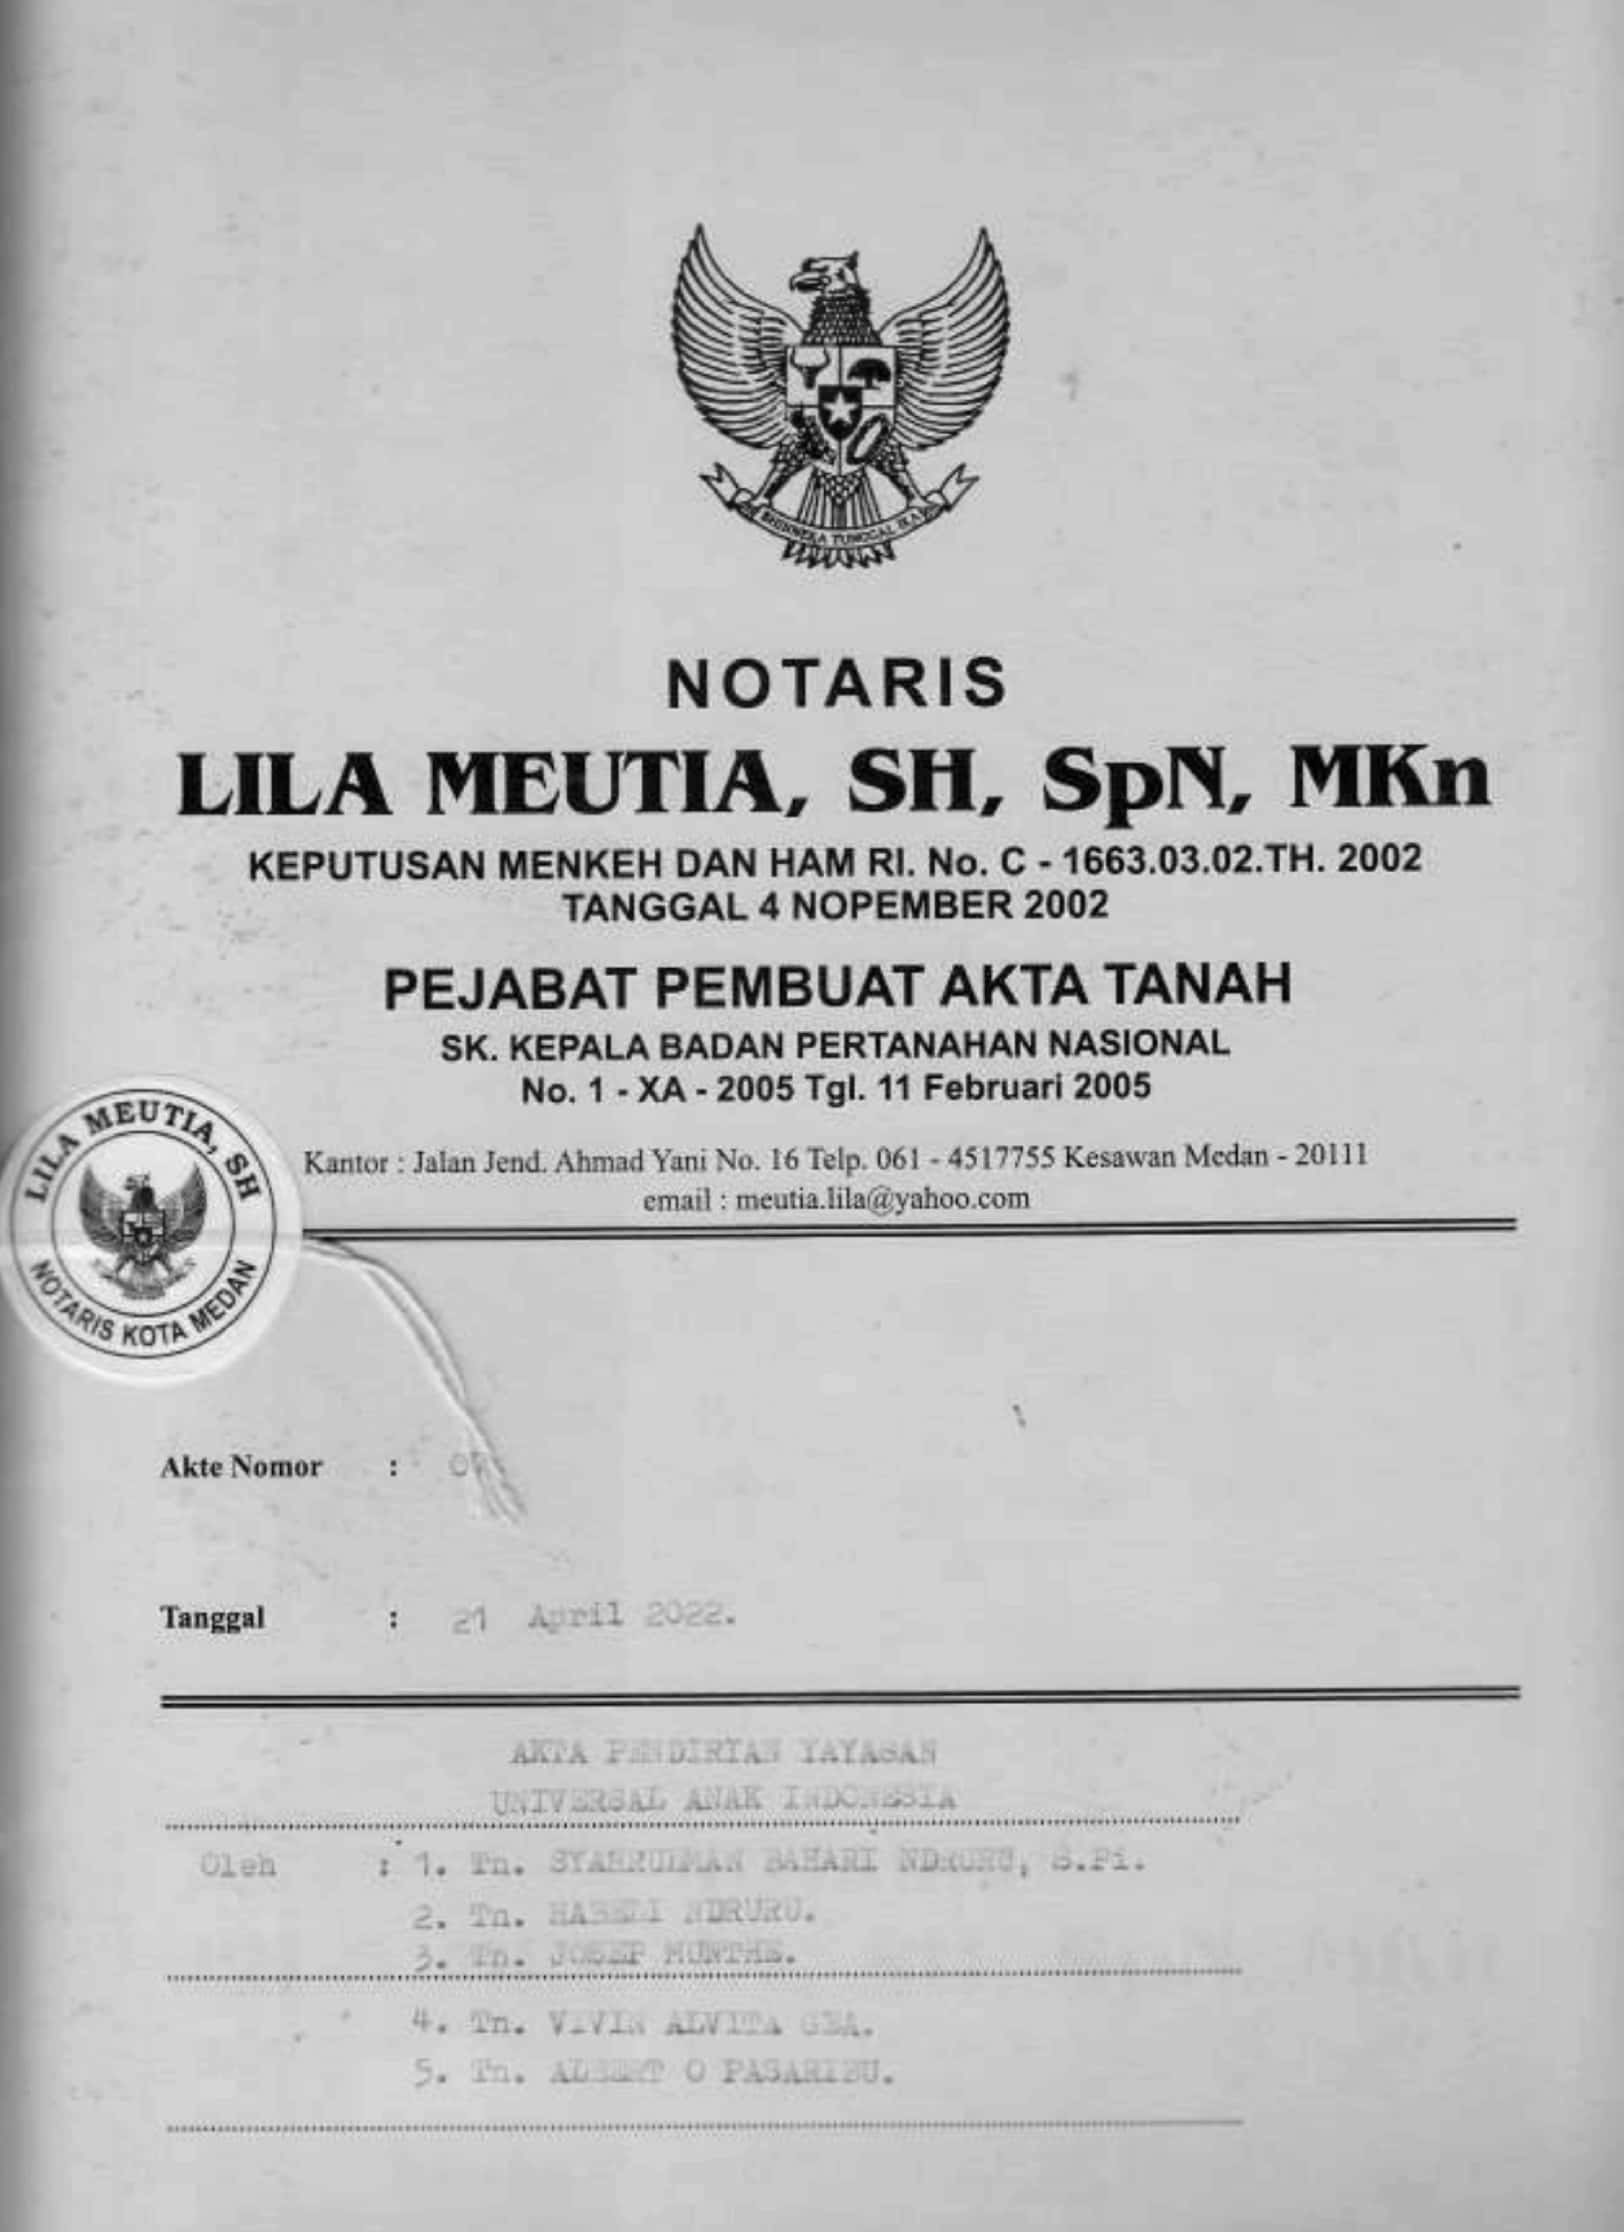 BHINNEKA TUNGGAL IKA
NOTARIS
LILA MEUTIA, SH, SpN, MKn
KEPUTUSAN MENKEH DAN HAM RI. No. C - 1663.03.02.TH. 2002
TANGGAL 4 NOPEMBER 2002
PEJABAT PEMBUAT AKTA TANAH
SK. KEPALA BADAN PERTANAHAN NASIONAL
No. 1 - XA - 2005 Tgl. 11 Februari 2005
Kantor : Jalan Jend. Ahmad Yani No. 16 Telp. 061 - 4517755 Kesawan Medan - 20111
email : meutia.lila@yahoo.com
LILA MEUTIA, SH
NOTARIS KOTA MEDAN
Akte Nomor :
Tanggal : 21 April 2022.
AKTA PENDIRIAN YAYASAN
UNIVERSAL ANAK INDONESIA
Oleh : 1. Tn. BAHARI NDRURU, S.Pi.
2. Tn. NDRURU.
3. Tn. JOSEP MUNTHE.
4. Tn. VIVIN ALVITA
5. Tn. ALBERT O PASARIBU.